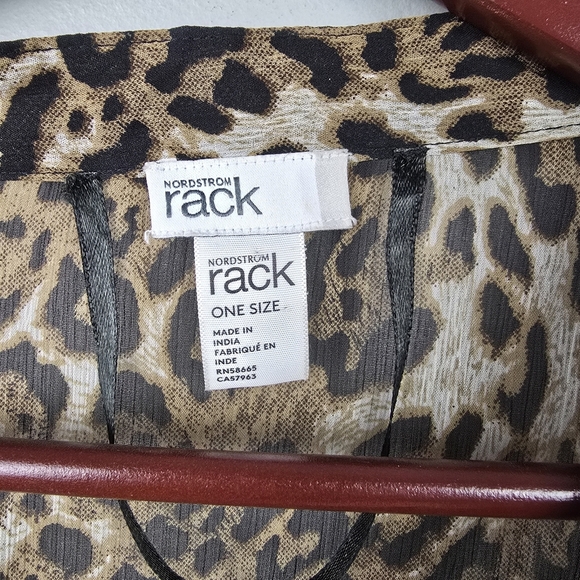 NORDSTROM
rack
NORDSTROM
rack
ONE SIZE
MADE IN
INDIA
FABRIQUÉ EN
INDE
RN58665
CA57963